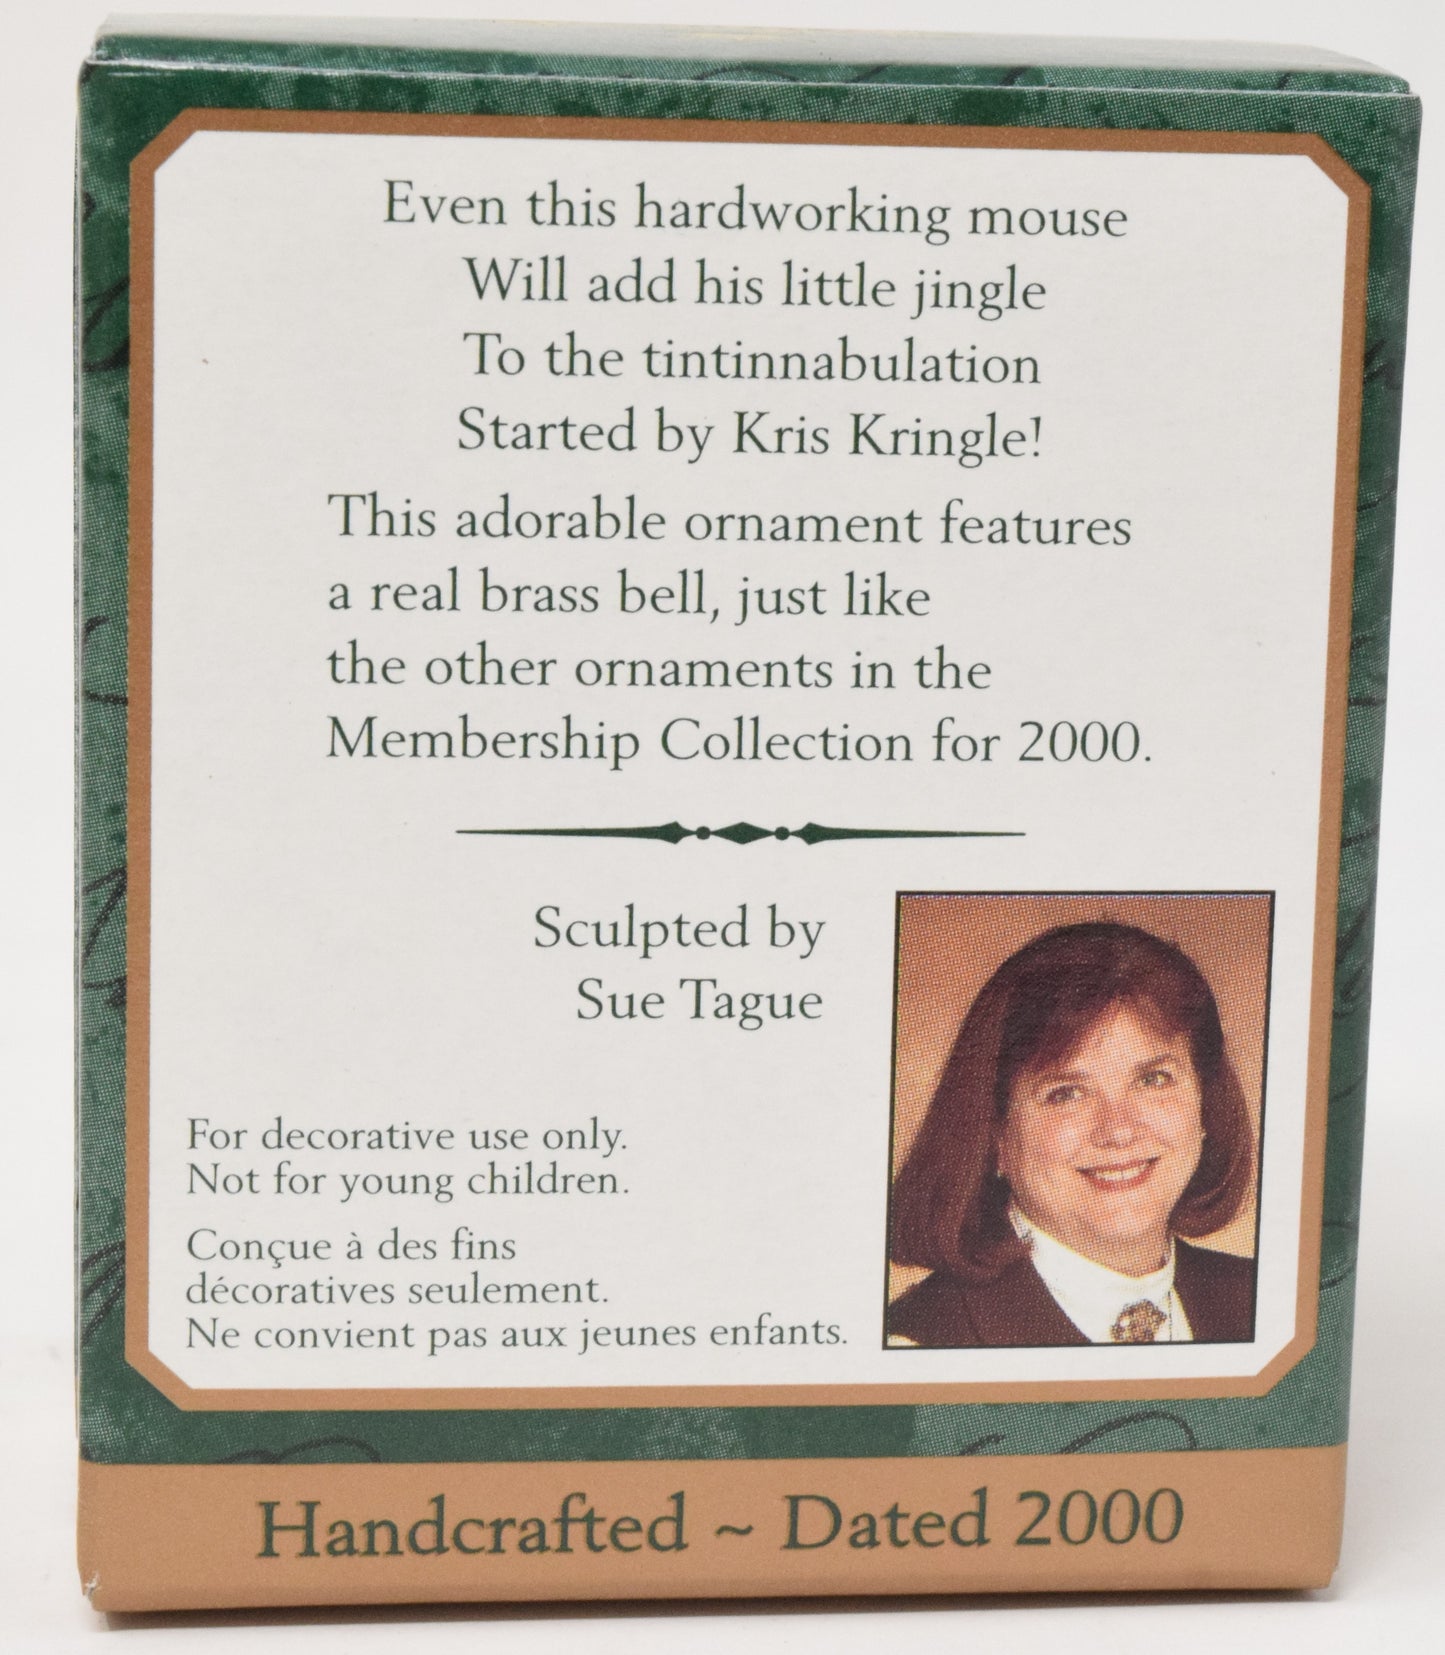 Even this hardworking mouse
Will add his little jingle
To the tintinnabulation
Started by Kris Kringle!
This adorable ornament features
a real brass bell, just like
the other ornaments in the
Membership Collection for 2000.
Sculpted by
Sue Tague
For decorative use only.
Not for young children.
Conçue à des fins
décoratives seulement.
Ne convient pas aux jeunes enfants.
Handcrafted ~ Dated 2000